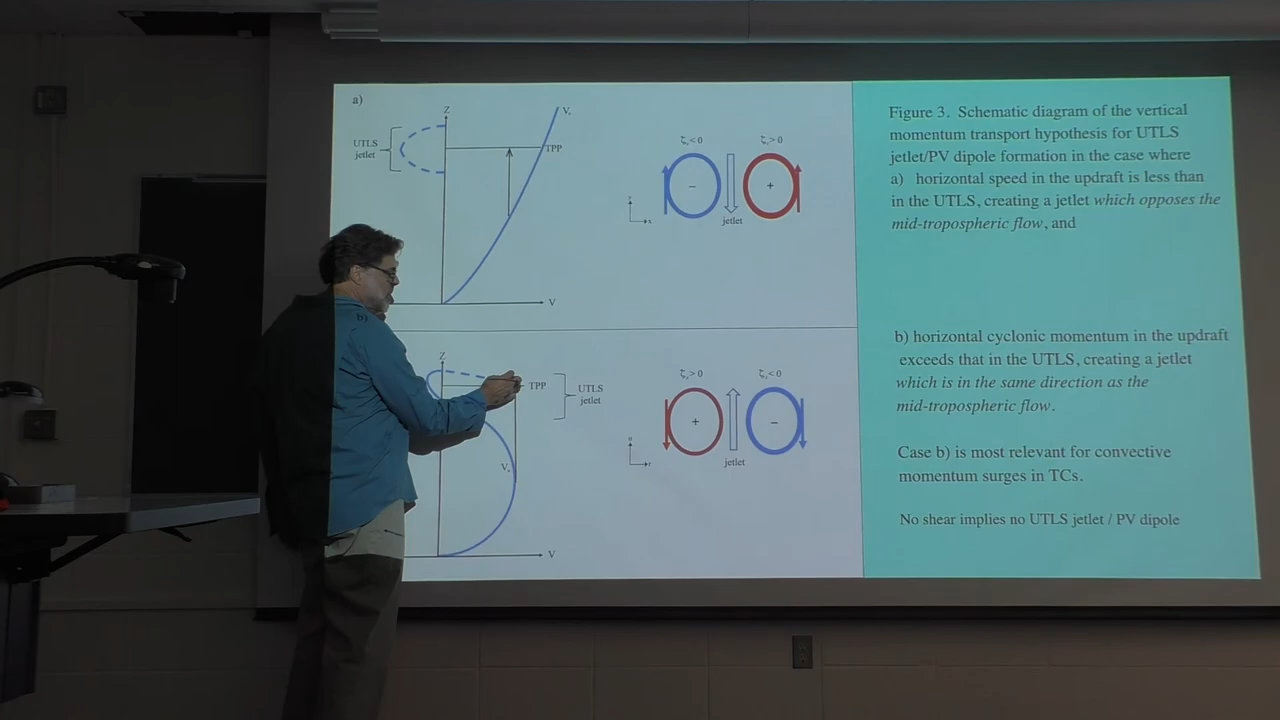 a)
Z
V
UTLS
jetlet
TPP
V
ζ < 0
ζ > 0
−
+
jetlet
Figure 3. Schematic diagram of the vertical
momentum transport hypothesis for UTLS
jetlet/PV dipole formation in the case where
a) horizontal speed in the updraft is less than
in the UTLS, creating a jetlet which opposes the
mid-tropospheric flow, and
b)
Z
TPP
UTLS
jetlet
V
V
ζ > 0
ζ < 0
+
−
jetlet
b) horizontal cyclonic momentum in the updraft
exceeds that in the UTLS, creating a jetlet
which is in the same direction as the
mid-tropospheric flow.
Case b) is most relevant for convective
momentum surges in TCs.
No shear implies no UTLS jetlet / PV dipole